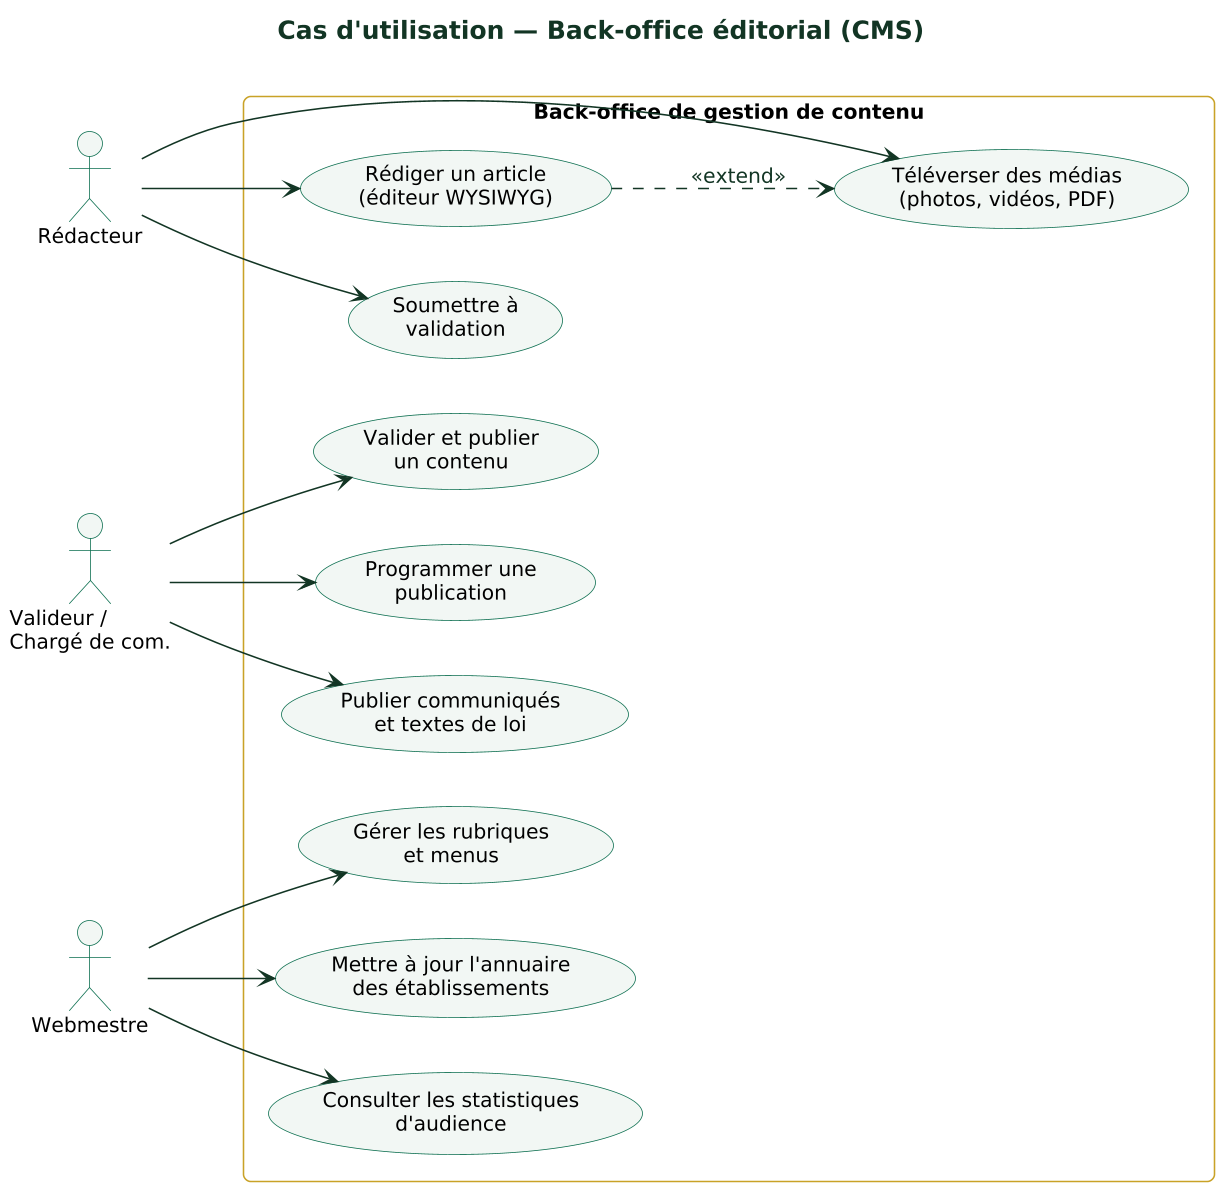 Cas d'utilisation — Back-office éditorial (CMS)
Back-office de gestion de contenu
Rédacteur
Rédiger un article
(éditeur WYSIWYG)
«extend»
Téléverser des médias
(photos, vidéos, PDF)
Soumettre à
validation
Valider et publier
un contenu
Valideur /
Chargé de com.
Programmer une
publication
Publier communiqués
et textes de loi
Gérer les rubriques
et menus
Webmestre
Mettre à jour l'annuaire
des établissements
Consulter les statistiques
d'audience